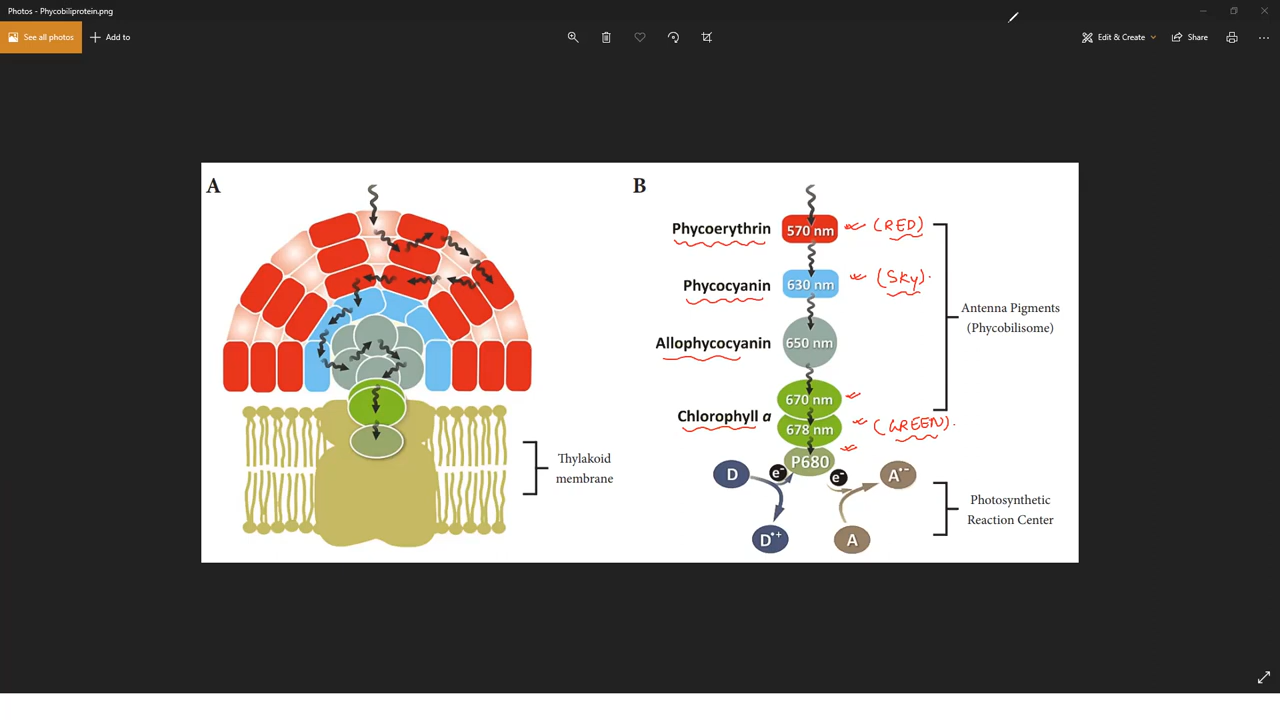 Photos - Phycobiliprotein.png
See all photos
Add to
Edit & Create
Share
A
Thylakoid
membrane
B
Phycoerythrin 570 nm (RED)
Phycocyanin 630 nm (SKy)
Allophycocyanin 650 nm
670 nm
Chlorophyll a 678 nm (GREEN)
P680
Antenna Pigments
(Phycobilisome)
D e- e- A•-
D•+ A
Photosynthetic
Reaction Center